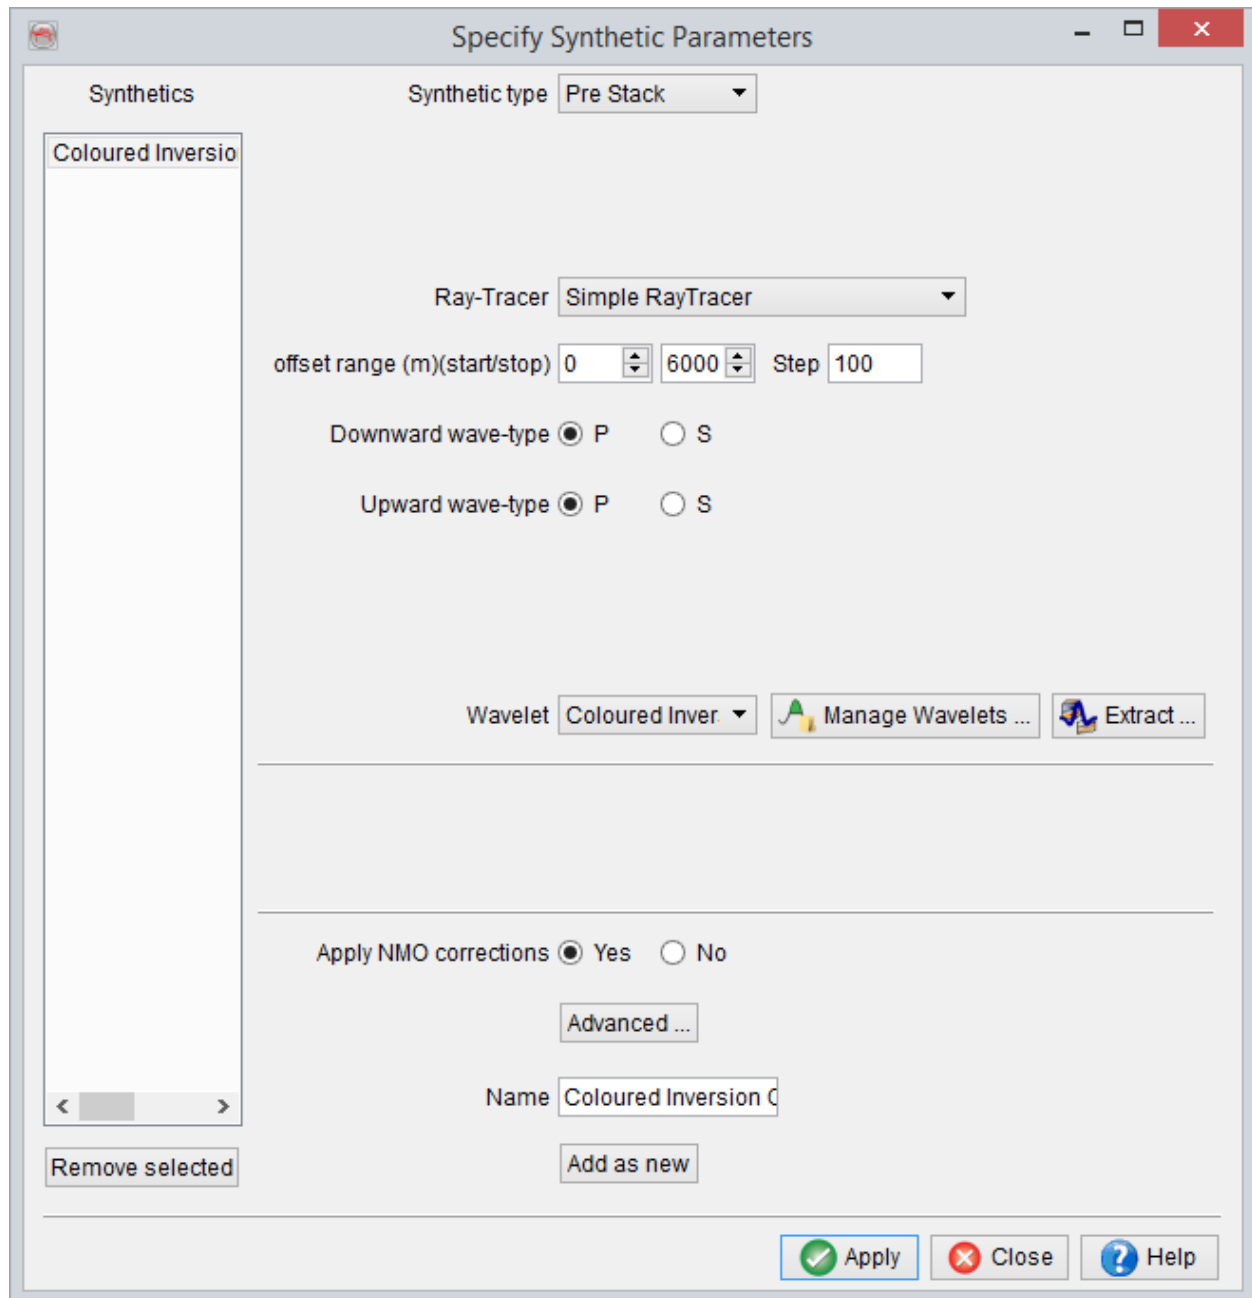 Specify Synthetic Parameters
Synthetics
Synthetic type Pre Stack
Coloured Inversio
Ray-Tracer Simple RayTracer
offset range (m)(start/stop) 0 6000 Step 100
Downward wave-type P S
Upward wave-type P S
Wavelet Coloured Inver. Manage Wavelets ... Extract ...
Apply NMO corrections Yes No
Advanced ...
Name Coloured Inversion
Add as new
Remove selected
Apply Close Help